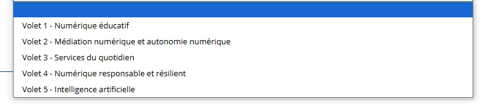 Volet 1 - Numérique éducatif
Volet 2 - Médiation numérique et autonomie numérique
Volet 3 - Services du quotidien
Volet 4 - Numérique responsable et résilient
Volet 5 - Intelligence artificielle